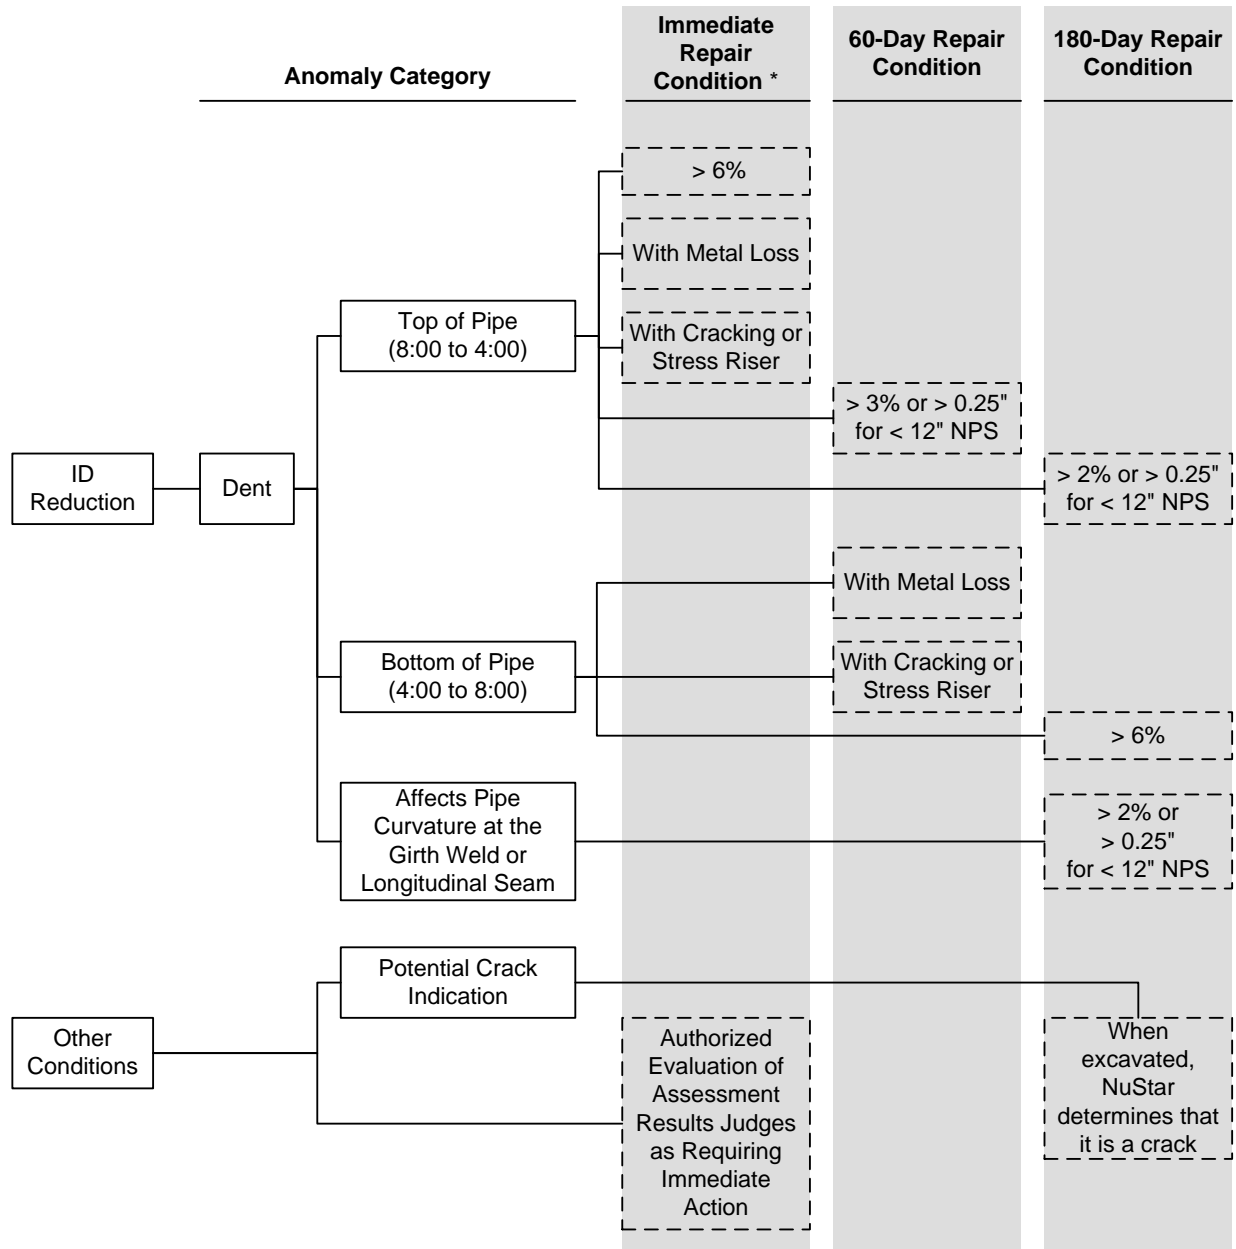 Anomaly Category
Immediate
Repair
Condition *
60-Day Repair
Condition
180-Day Repair
Condition
> 6%
With Metal Loss
Top of Pipe
(8:00 to 4:00)
With Cracking or
Stress Riser
> 3% or > 0.25"
for < 12" NPS
ID
Reduction
Dent
> 2% or > 0.25"
for < 12" NPS
With Metal Loss
Bottom of Pipe
(4:00 to 8:00)
With Cracking or
Stress Riser
> 6%
Affects Pipe
Curvature at the
Girth Weld or
Longitudinal Seam
> 2% or
> 0.25"
for < 12" NPS
Potential Crack
Indication
Other
Conditions
Authorized
Evaluation of
Assessment
Results Judges
as Requiring
Immediate
Action
When
excavated,
NuStar
determines that
it is a crack